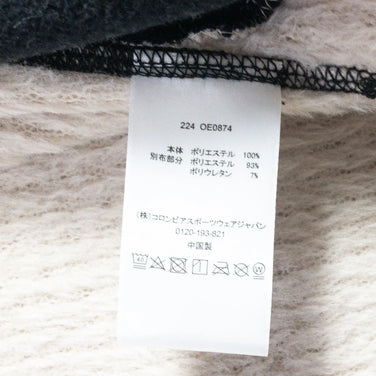 224 OE0874
本体 ポリエステル 100%
別布部分 ポリエステル 93%
ポリウレタン 7%
(株)コロンビアスポーツウェアジャパン
0120-193-821
中国製